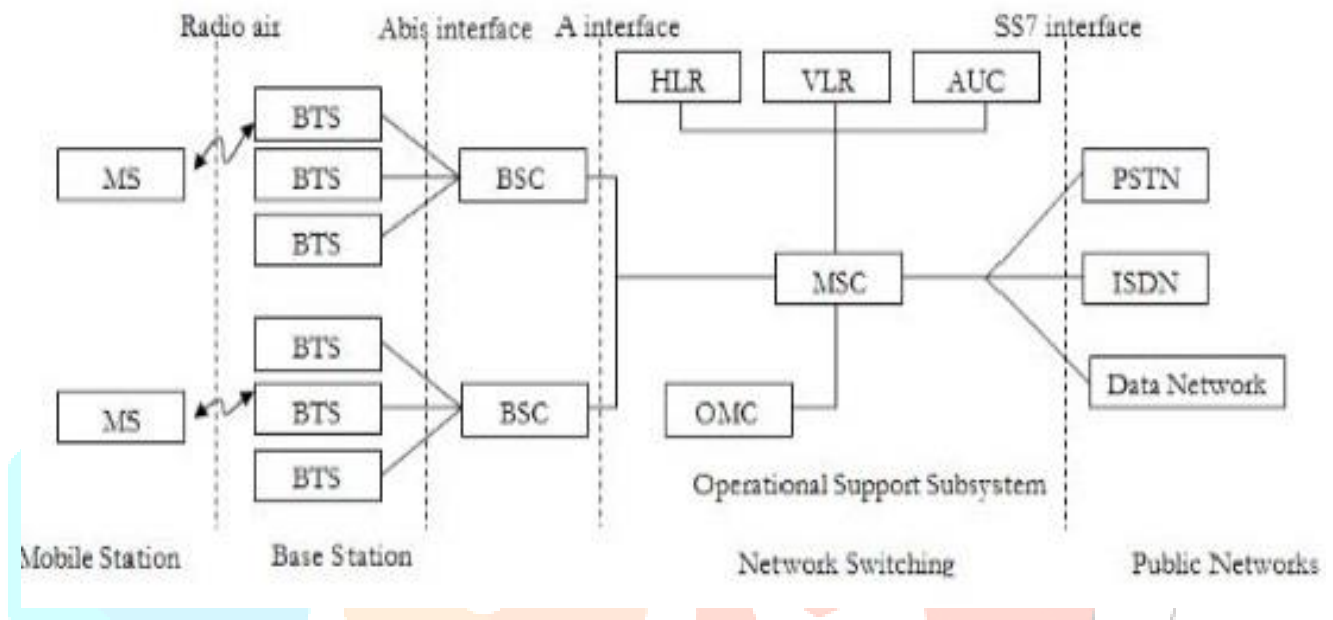 Radio air
Abis interface
A interface
SS7 interface
HLR
VLR
AUC
BTS
BTS
BTS
MS
BSC
PSTN
MSC
ISDN
BTS
BTS
BTS
MS
BSC
OMC
Data Network
Operational Support Subsystem
Mobile Station
Base Station
Network Switching
Public Networks